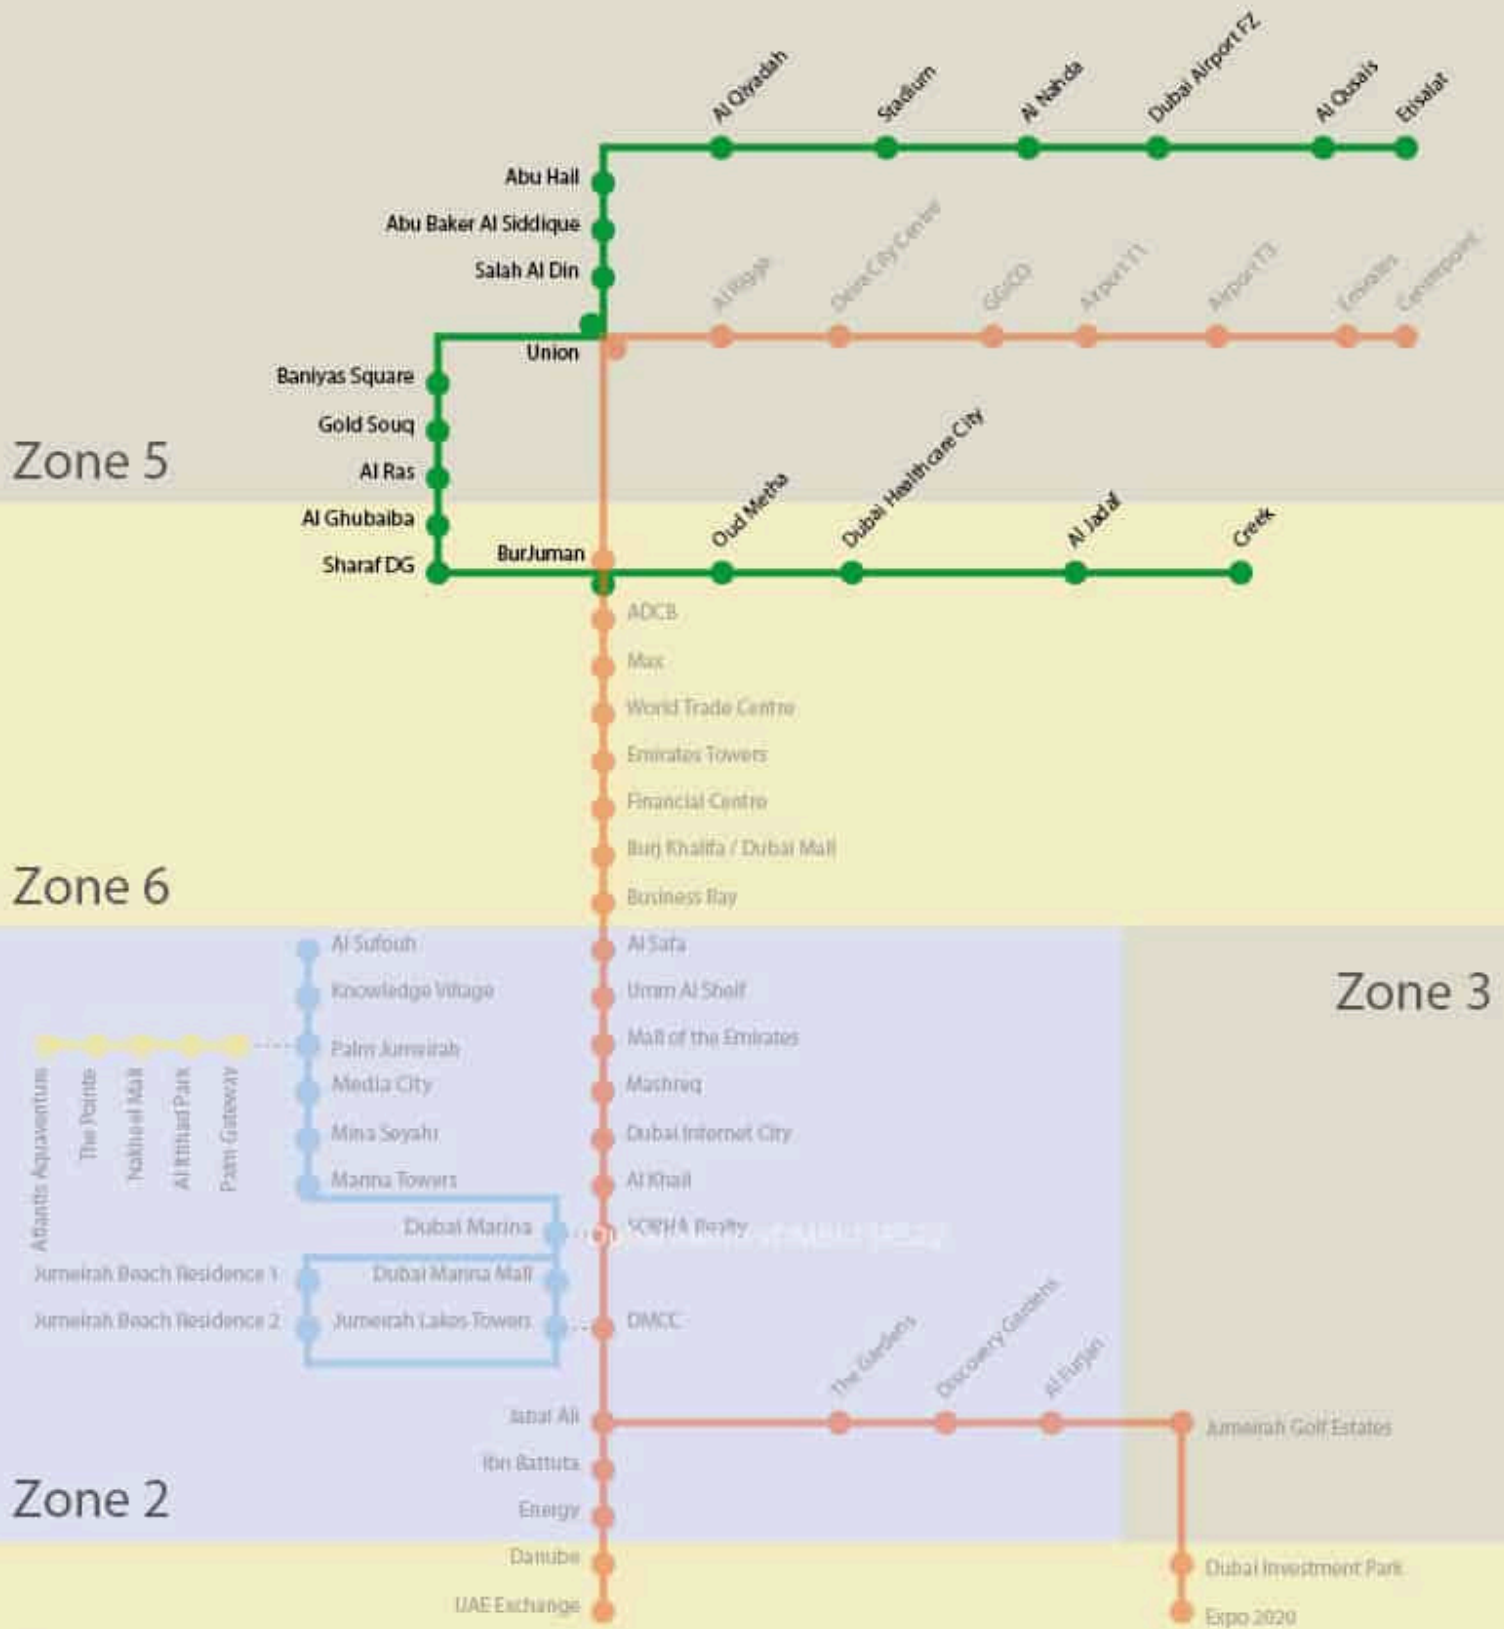 Al Qiyadah
Stadium
Al Nahda
Dubai Airport FZ
Al Qusais
Etisalat
Abu Hail
Abu Baker Al Siddique
Salah Al Din
Al Rigga
Deira City Centre
GGICO
Airport T1
Airport T3
Emirates
Centrepoint
Union
Baniyas Square
Gold Souq
Al Ras
Zone 5
Al Ghubaiba
Sharaf DG
BurJuman
Oud Metha
Dubai Healthcare City
Al Jadaf
Creek
ADCB
Max
World Trade Centre
Emirates Towers
Financial Centre
Burj Khalifa / Dubai Mall
Business Bay
Zone 6
Al Sufouh
Knowledge Village
Palm Jumeirah
Media City
Mina Seyahi
Marina Towers
Atlantis Aquaventure
The Pointe
Nakheel Mall
Al Ittihad Park
Palm Gateway
Al Safa
Umm Al Sheif
Mall of the Emirates
Mashreq
Dubai Internet City
Al Khail
SOBHA Realty
DMCC
Zone 3
Dubai Marina
Jumeirah Beach Residence 1
Dubai Marina Mall
Jumeirah Beach Residence 2
Jumeirah Lakes Towers
The Gardens
Discovery Gardens
Al Furjan
Jabal Ali
Jumeirah Golf Estates
Ibn Battuta
Energy
Zone 2
Danube
Dubai Investment Park
UAE Exchange
Expo 2020